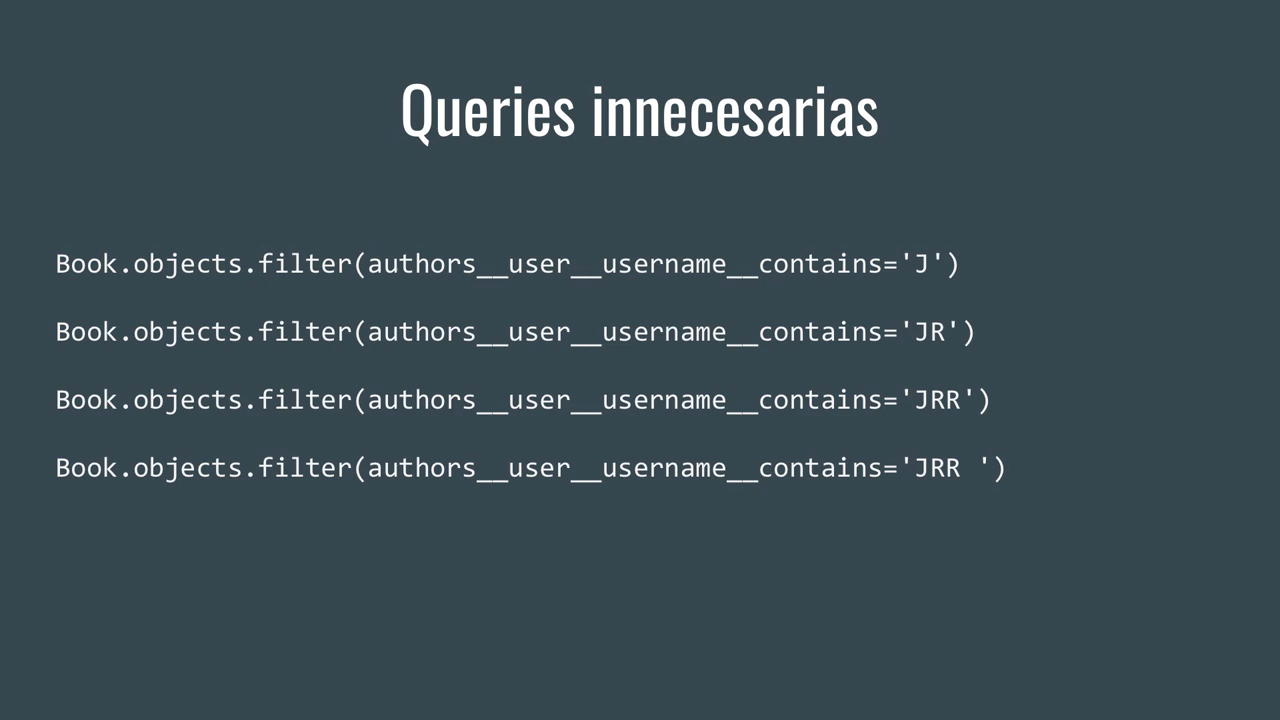 Queries innecesarias
Book.objects.filter(authors__user__username__contains='J')
Book.objects.filter(authors__user__username__contains='JR')
Book.objects.filter(authors__user__username__contains='JRR')
Book.objects.filter(authors__user__username__contains='JRR ')